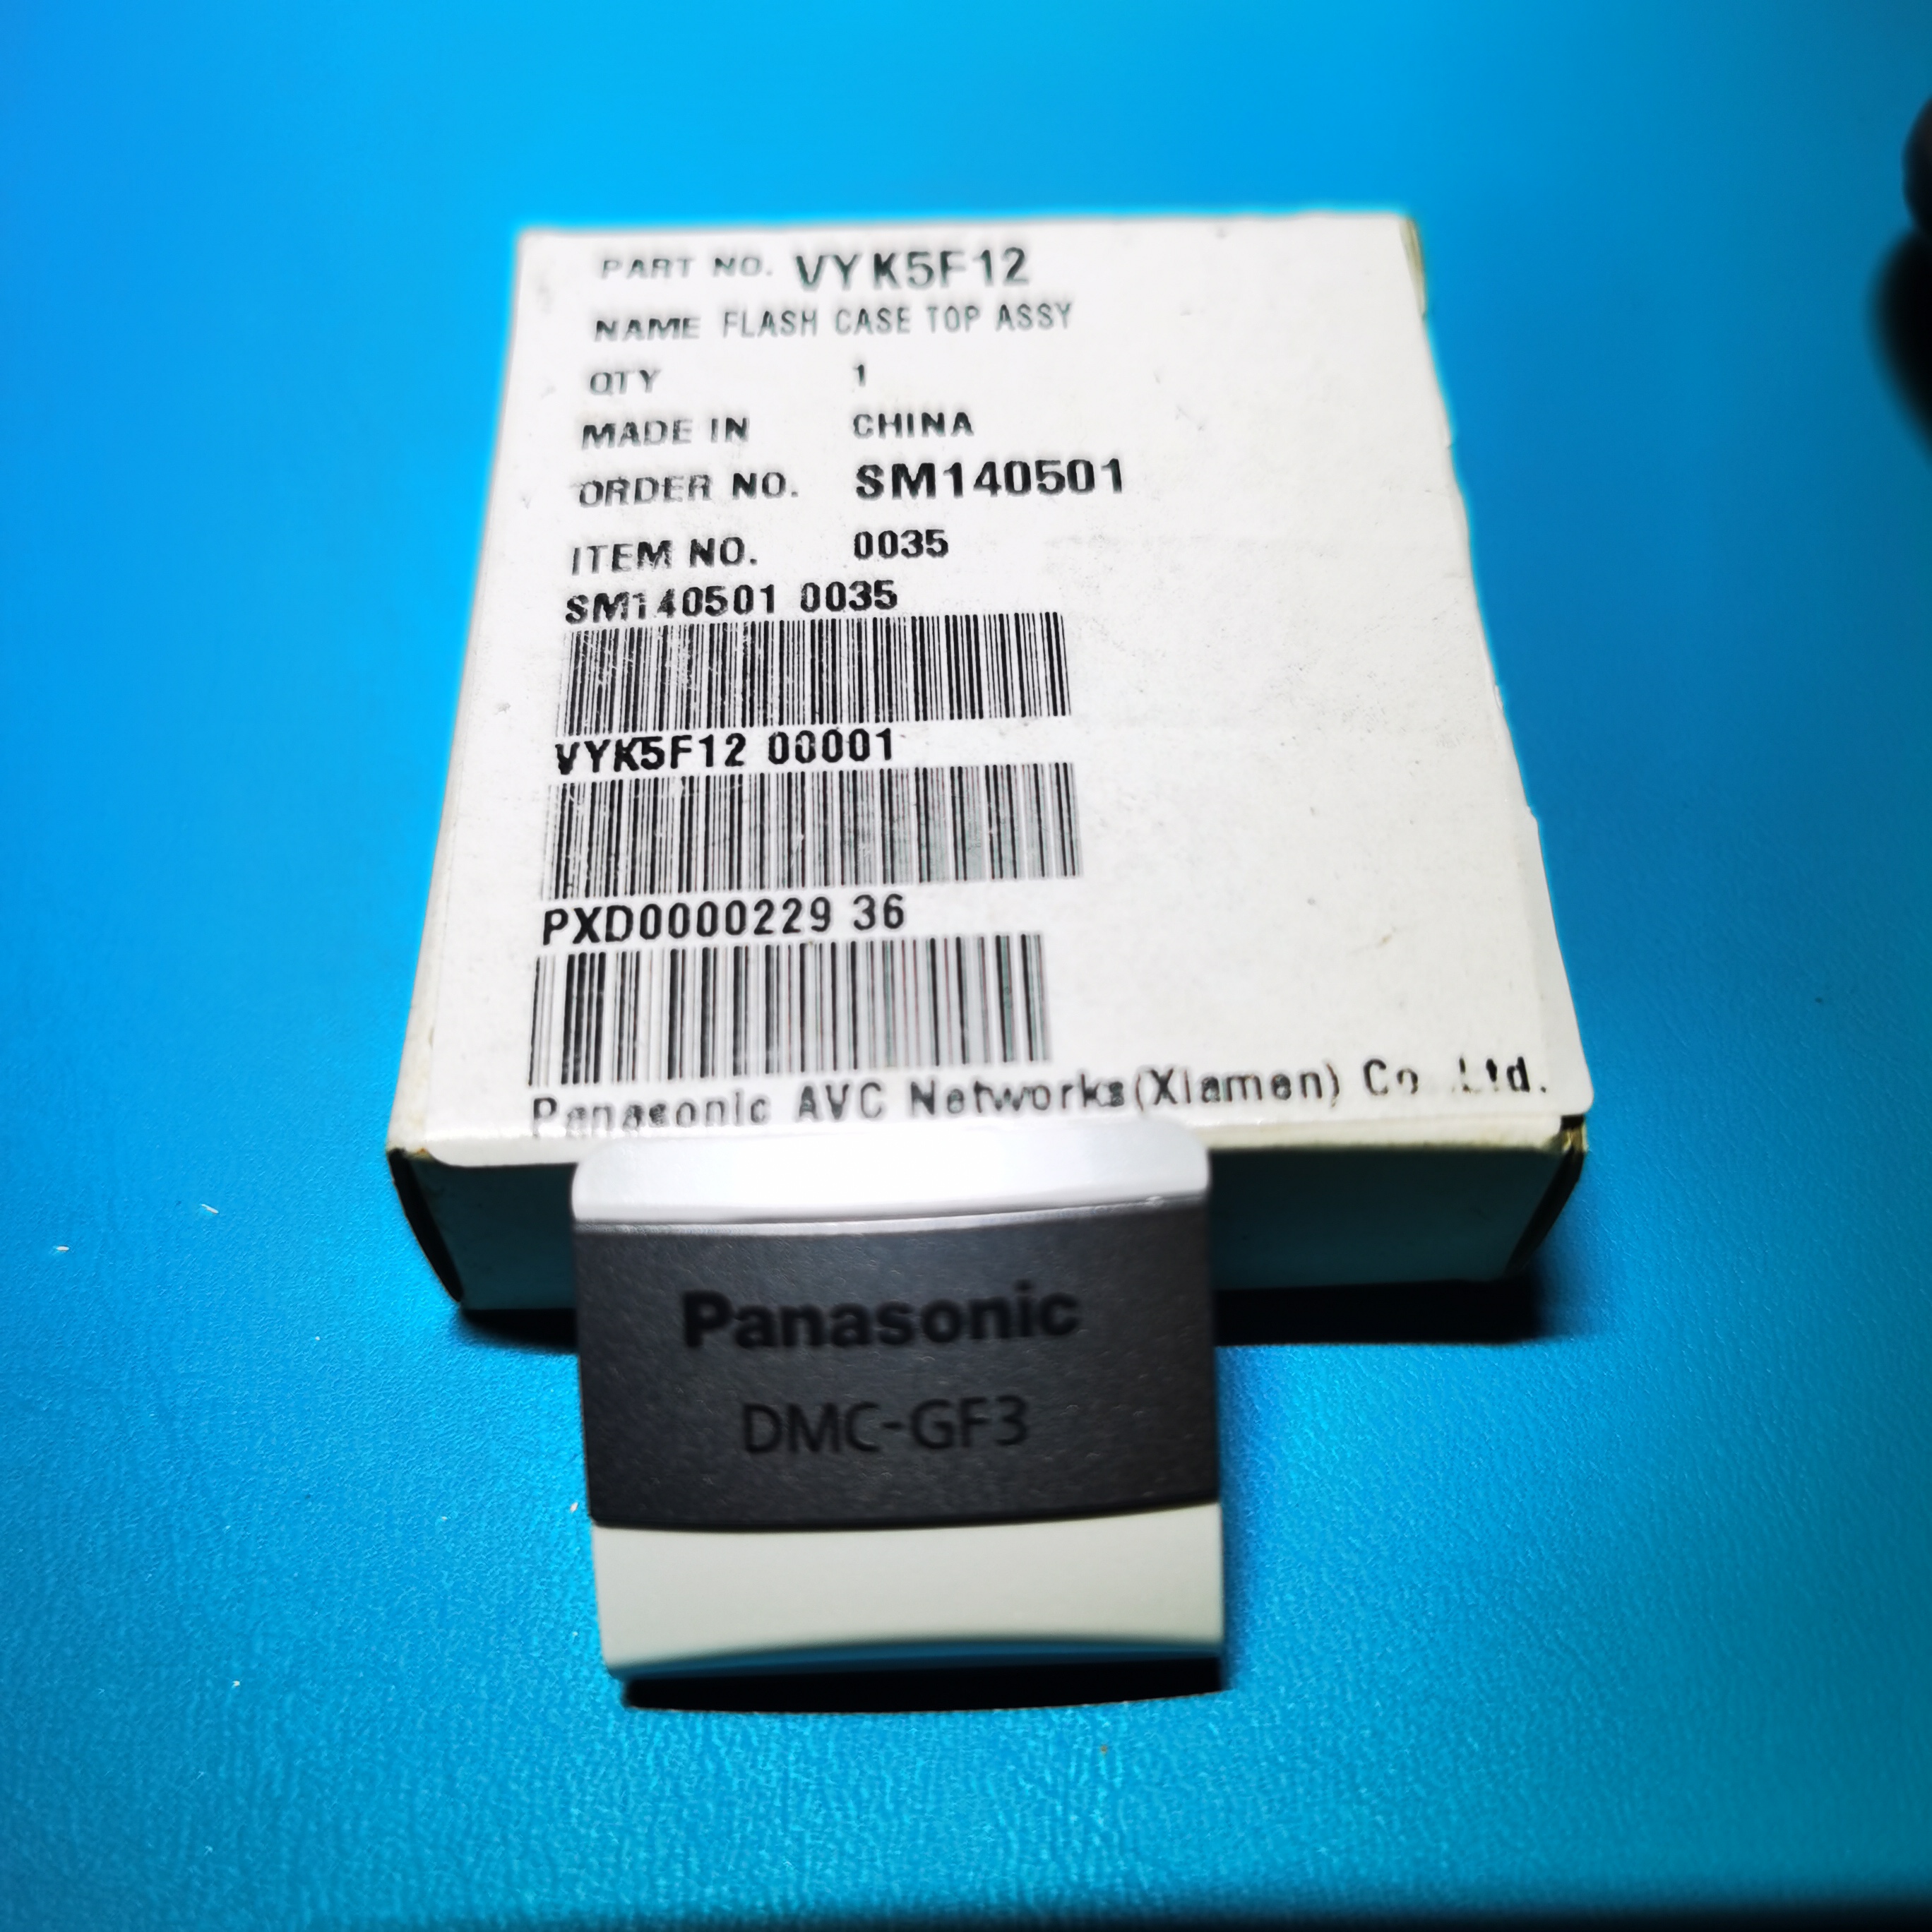 PART NO. VYK5F12
NAME FLASH CASE TOP ASSY
QTY 1
MADE IN CHINA
ORDER NO. SM140501
ITEM NO. 0035
SM140501 0035
VYK5F12 00001
PXD0000229 36
Panasonic AVC Networks(Xiamen) Co .Ltd.
Panasonic
DMC-GF3